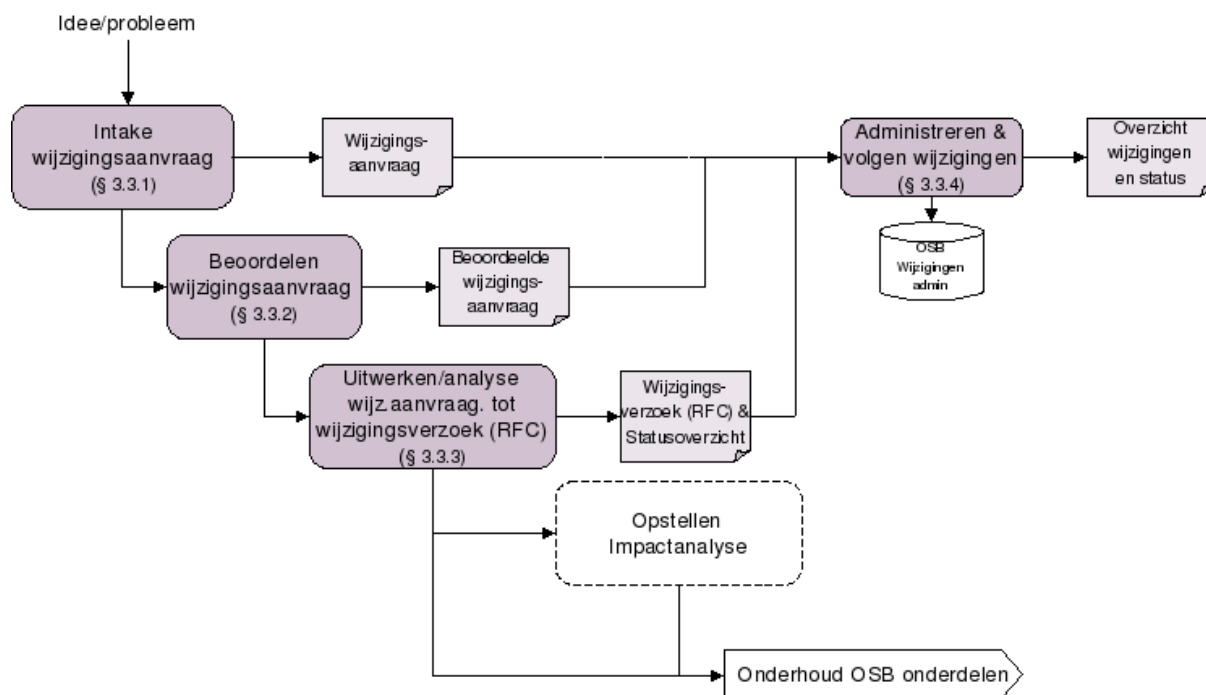 Idee/probleem
Intake
wijzigingsaanvraag
(§ 3.3.1)
Wijzigings-
aanvraag
Administreren &
volgen wijzigingen
(§ 3.3.4)
Overzicht
wijzigingen
en status
OSB
Wijzigingen
admin
Beoordelen
wijzigingsaanvraag
(§ 3.3.2)
Beoordeelde
wijzigings-
aanvraag
Uitwerken/analyse
wijz.aanvraag. tot
wijzigingsverzoek (RFC)
(§ 3.3.3)
Wijzigings-
verzoek (RFC) &
Statusoverzicht
Opstellen
Impactanalyse
Onderhoud OSB onderdelen